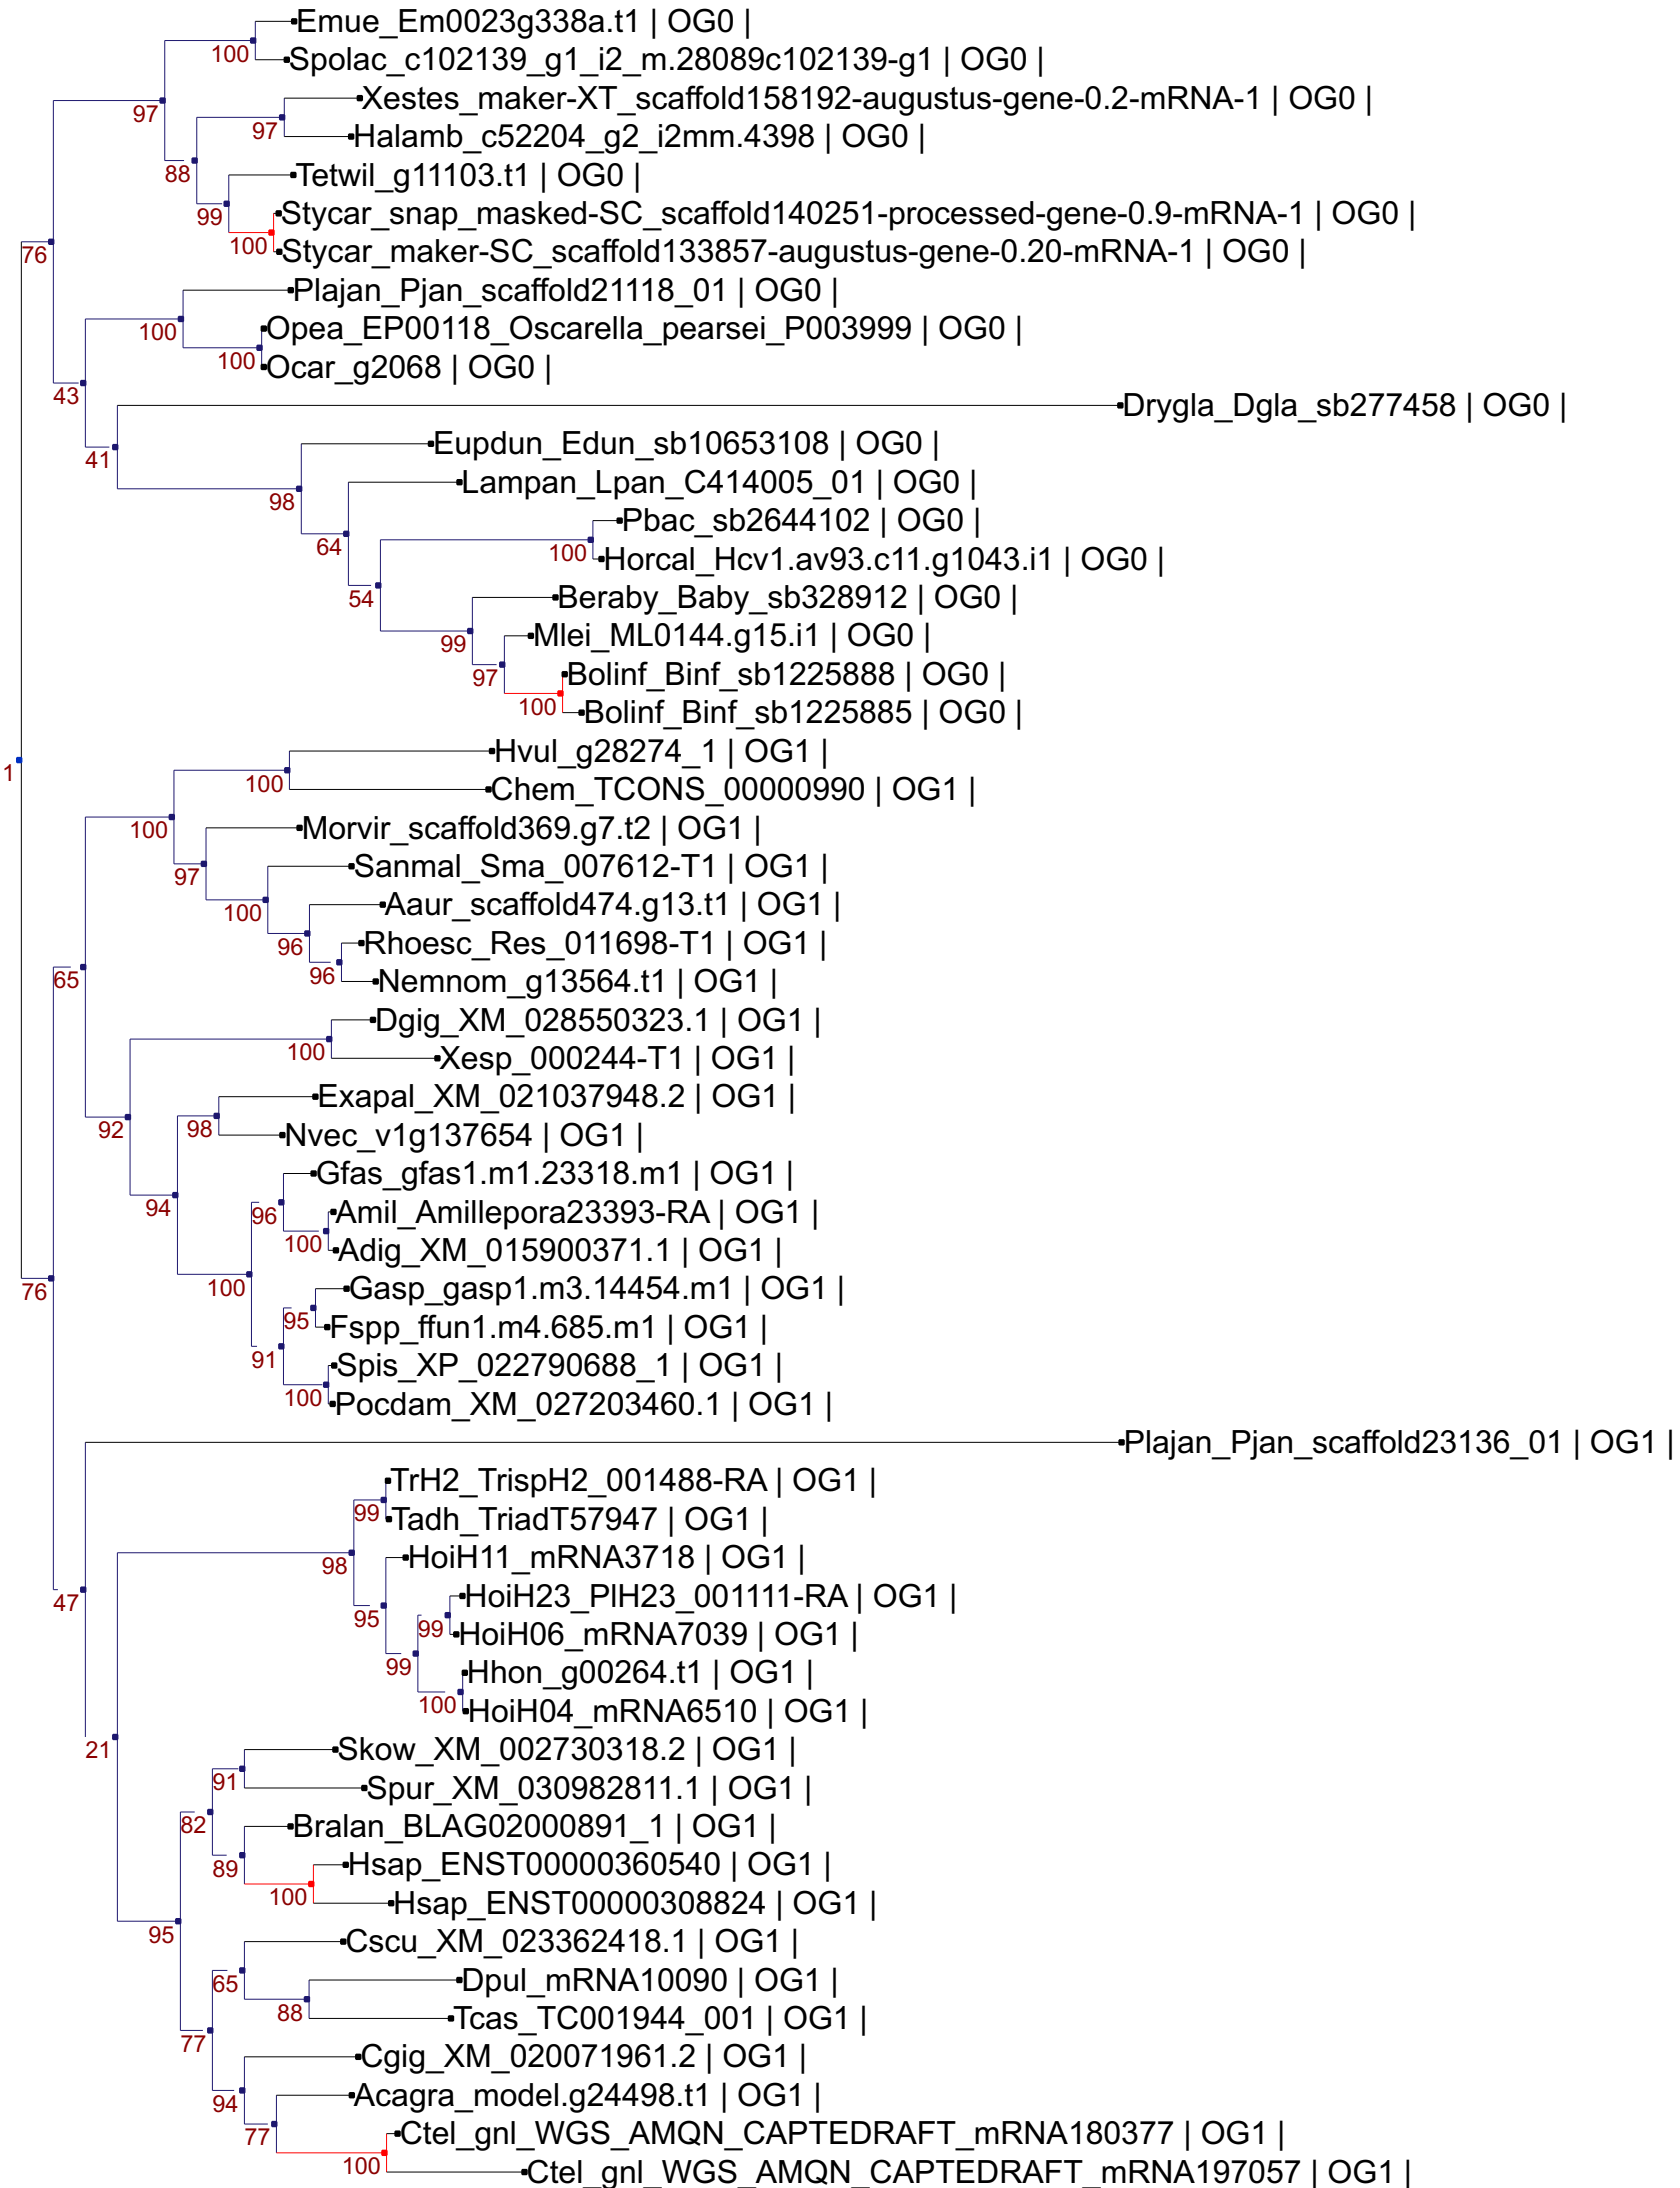 Emue_Em0023g338a.t1 | OG0 |
100
Spolac_c102139_g1_i2_m.28089c102139-g1 | OG0 |
Xestes_maker-XT_scaffold158192-augustus-gene-0.2-mRNA-1 | OG0 |
97
97
Halamb_c52204_g2_i2mm.4398 | OG0 |
88
Tetwil_g11103.t1 | OG0 |
99
Stycar_snap_masked-SC_scaffold140251-processed-gene-0.9-mRNA-1 | OG0 |
76
100
Stycar_maker-SC_scaffold133857-augustus-gene-0.20-mRNA-1 | OG0 |
Plajan_Pjan_scaffold21118_01 | OG0 |
100
Opea_EP00118_Oscarella_pearsei_P003999 | OG0 |
100
Ocar_g2068 | OG0 |
43
Drygla_Dgla_sb277458 | OG0 |
41
Eupdun_Edun_sb10653108 | OG0 |
98
Lampan_Lpan_C414005_01 | OG0 |
Pbac_sb2644102 | OG0 |
64
100
Horcal_Hcv1.av93.c11.g1043.i1 | OG0 |
54
Beraby_Baby_sb328912 | OG0 |
99
Mlei_ML0144.g15.i1 | OG0 |
97
Bolinf_Binf_sb1225888 | OG0 |
100
Bolinf_Binf_sb1225885 | OG0 |
Hvul_g28274_1 | OG1 |
1
100
Chem_TCONS_00000990 | OG1 |
100
Morvir_scaffold369.g7.t2 | OG1 |
97
Sanmal_Sma_007612-T1 | OG1 |
100
Aaur_scaffold474.g13.t1 | OG1 |
96
Rhoesc_Res_011698-T1 | OG1 |
65
96
Nemnom_g13564.t1 | OG1 |
Dgig_XM_028550323.1 | OG1 |
100
Xesp_000244-T1 | OG1 |
Exapal_XM_021037948.2 | OG1 |
92
98
Nvec_v1g137654 | OG1 |
Gfas_gfas1.m1.23318.m1 | OG1 |
94
96
Amil_Amillepora23393-RA | OG1 |
100
Adig_XM_015900371.1 | OG1 |
76
100
Gasp_gasp1.m3.14454.m1 | OG1 |
95
Fspp_ffun1.m4.685.m1 | OG1 |
91
Spis_XP_022790688_1 | OG1 |
100
Pocdam_XM_027203460.1 | OG1 |
Plajan_Pjan_scaffold23136_01 | OG1 |
TrH2_TrispH2_001488-RA | OG1 |
99
Tadh_TriadT57947 | OG1 |
98
HoiH11_mRNA3718 | OG1 |
47
HoiH23_PlH23_001111-RA | OG1 |
95
99
HoiH06_mRNA7039 | OG1 |
99
Hhon_g00264.t1 | OG1 |
100
HoiH04_mRNA6510 | OG1 |
21
Skow_XM_002730318.2 | OG1 |
91
Spur_XM_030982811.1 | OG1 |
82
Bralan_BLAG02000891_1 | OG1 |
89
Hsap_ENST00000360540 | OG1 |
100
Hsap_ENST00000308824 | OG1 |
95
Cscu_XM_023362418.1 | OG1 |
65
Dpul_mRNA10090 | OG1 |
88
Tcas_TC001944_001 | OG1 |
77
Cgig_XM_020071961.2 | OG1 |
94
Acagra_model.g24498.t1 | OG1 |
77
Ctel_gnl_WGS_AMQN_CAPTEDRAFT_mRNA180377 | OG1 |
100
Ctel_gnl_WGS_AMQN_CAPTEDRAFT_mRNA197057 | OG1 |